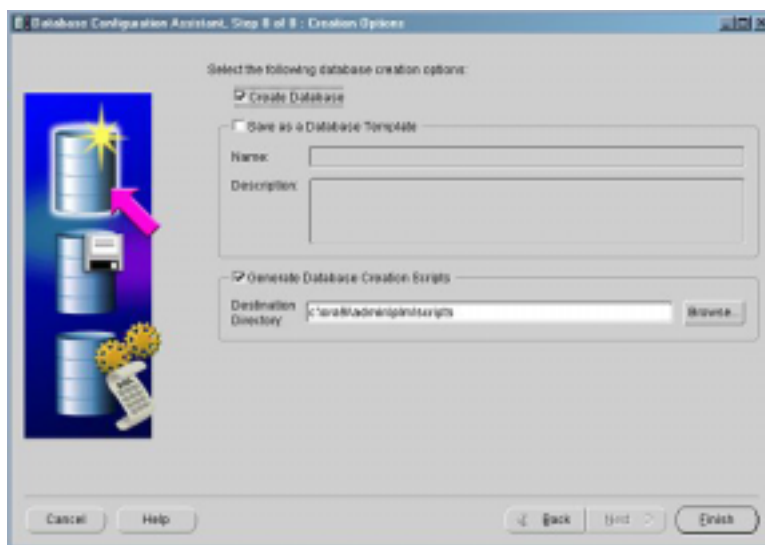 Database Configuration Assistant, Step 8 of 8 : Creation Options
Select the following database creation options:
Create Database
Save as a Database Template
Name:
Description:
Generate Database Creation Scripts
Destination
Directory:
Browse...
Cancel
Help
Back
Next
Finish